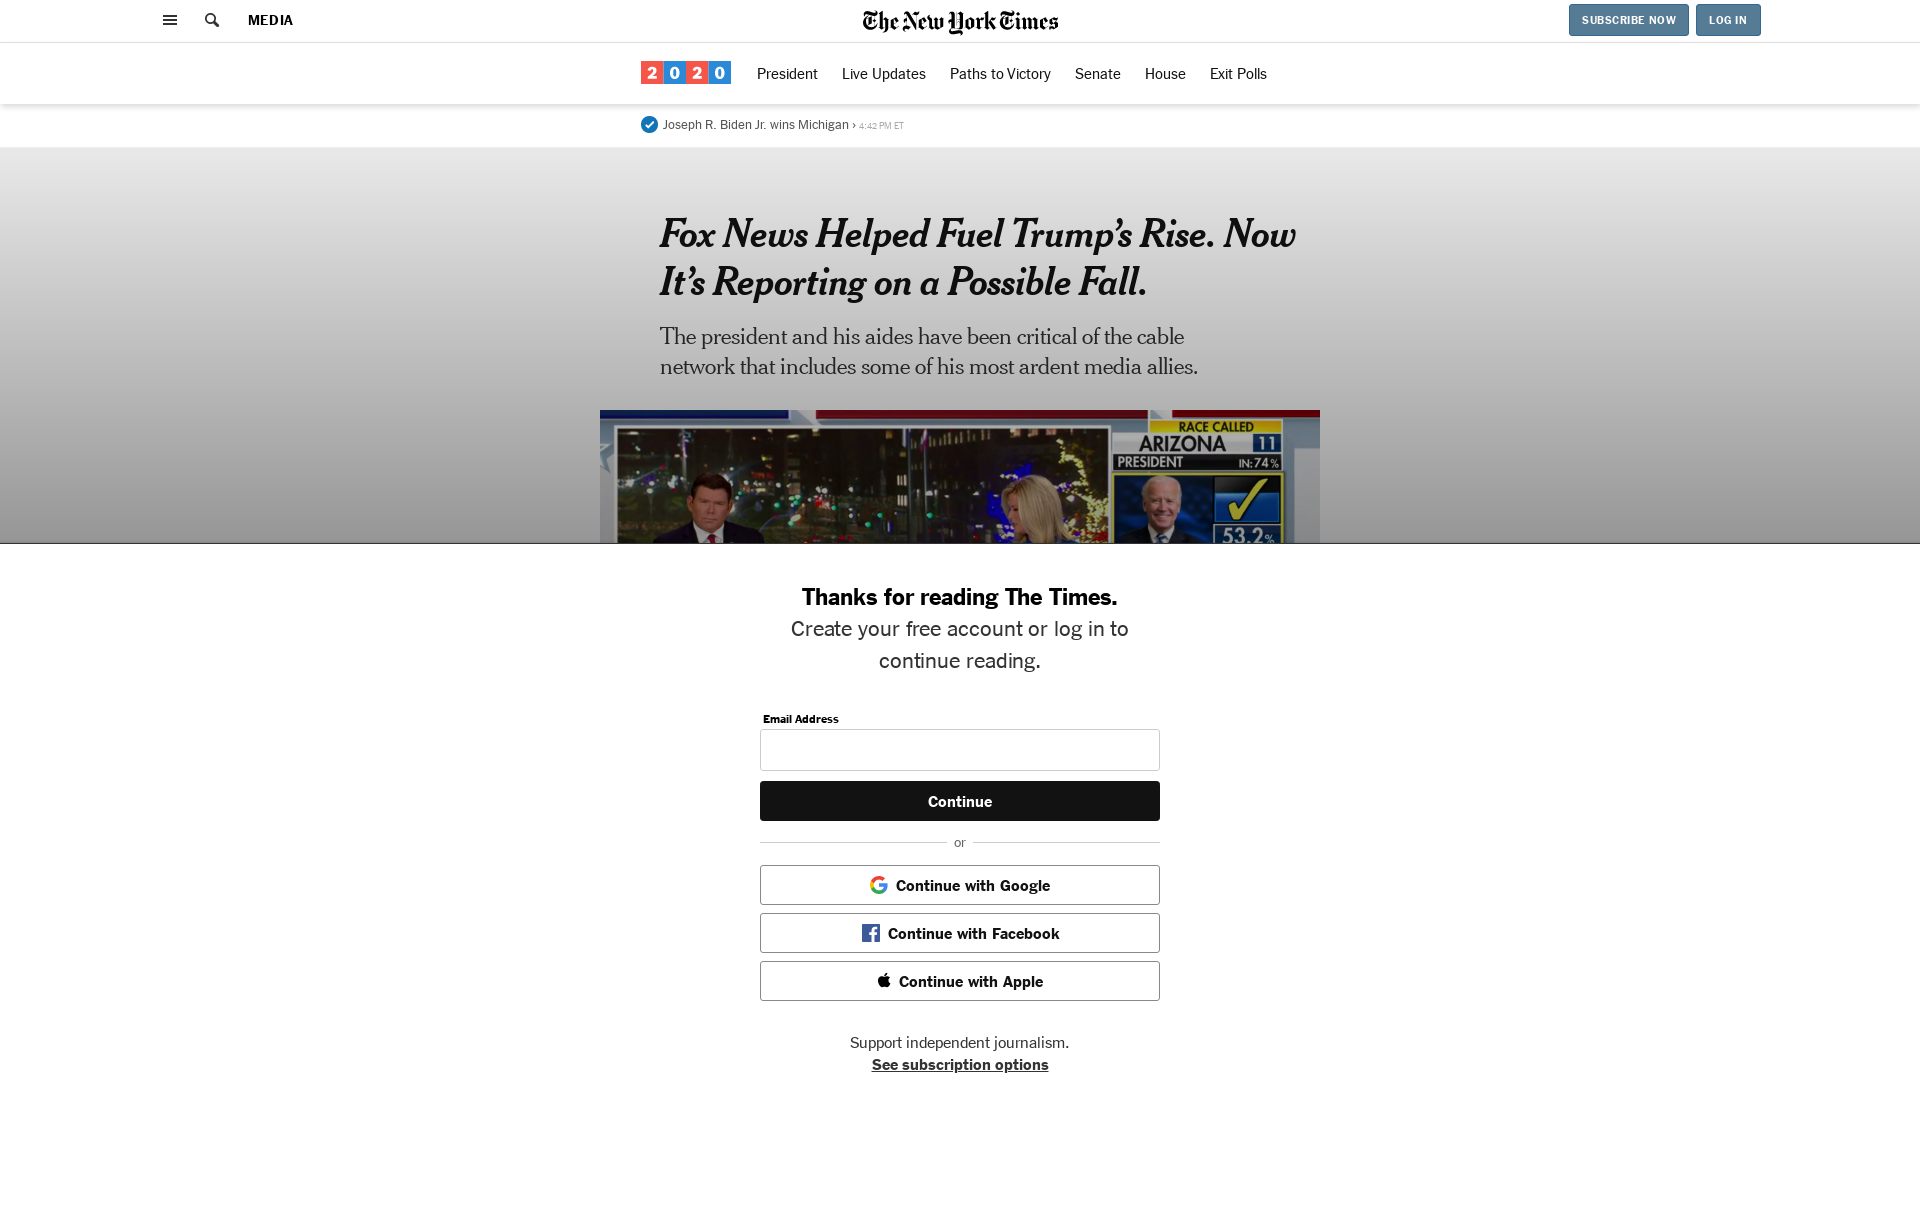 MEDIA
The New York Times
SUBSCRIBE NOW
LOG IN
2020
President
Live Updates
Paths to Victory
Senate
House
Exit Polls
Joseph R. Biden Jr. wins Michigan › 4:42 PM ET
Fox News Helped Fuel Trump’s Rise. Now
It’s Reporting on a Possible Fall.
The president and his aides have been critical of the cable
network that includes some of his most ardent media allies.
RACE CALLED
ARIZONA 11
PRESIDENT IN:74%
53.2%
Thanks for reading The Times.
Create your free account or log in to
continue reading.
Email Address
Continue
or
Continue with Google
Continue with Facebook
Continue with Apple
Support independent journalism.
See subscription options